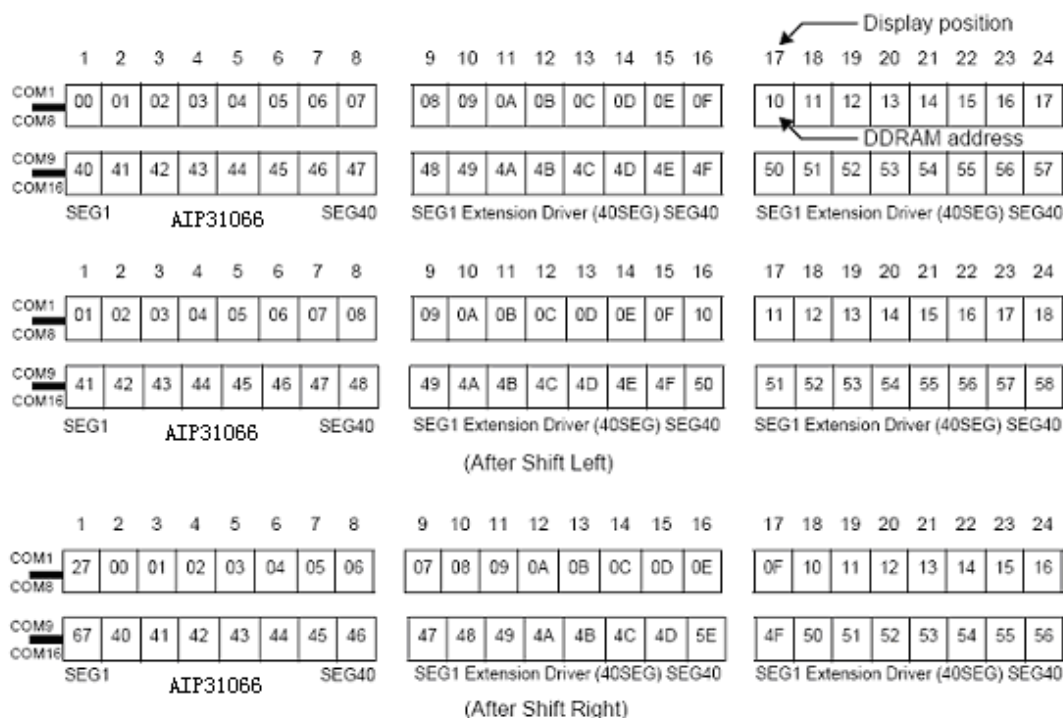 Display position
1 2 3 4 5 6 7 8 9 10 11 12 13 14 15 16 17 18 19 20 21 22 23 24
COM1
00 01 02 03 04 05 06 07 08 09 0A 0B 0C 0D 0E 0F 10 11 12 13 14 15 16 17
COM8
DDRAM address
COM9
40 41 42 43 44 45 46 47 48 49 4A 4B 4C 4D 4E 4F 50 51 52 53 54 55 56 57
COM16
SEG1 AIP31066 SEG40 SEG1 Extension Driver (40SEG) SEG40 SEG1 Extension Driver (40SEG) SEG40
1 2 3 4 5 6 7 8 9 10 11 12 13 14 15 16 17 18 19 20 21 22 23 24
COM1
01 02 03 04 05 06 07 08 09 0A 0B 0C 0D 0E 0F 10 11 12 13 14 15 16 17 18
COM8
COM9
41 42 43 44 45 46 47 48 49 4A 4B 4C 4D 4E 4F 50 51 52 53 54 55 56 57 58
COM16
SEG1 AIP31066 SEG40 SEG1 Extension Driver (40SEG) SEG40 SEG1 Extension Driver (40SEG) SEG40
(After Shift Left)
1 2 3 4 5 6 7 8 9 10 11 12 13 14 15 16 17 18 19 20 21 22 23 24
COM1
27 00 01 02 03 04 05 06 07 08 09 0A 0B 0C 0D 0E 0F 10 11 12 13 14 15 16
COM8
COM9
67 40 41 42 43 44 45 46 47 48 49 4A 4B 4C 4D 5E 4F 50 51 52 53 54 55 56
COM16
SEG1 AIP31066 SEG40 SEG1 Extension Driver (40SEG) SEG40 SEG1 Extension Driver (40SEG) SEG40
(After Shift Right)